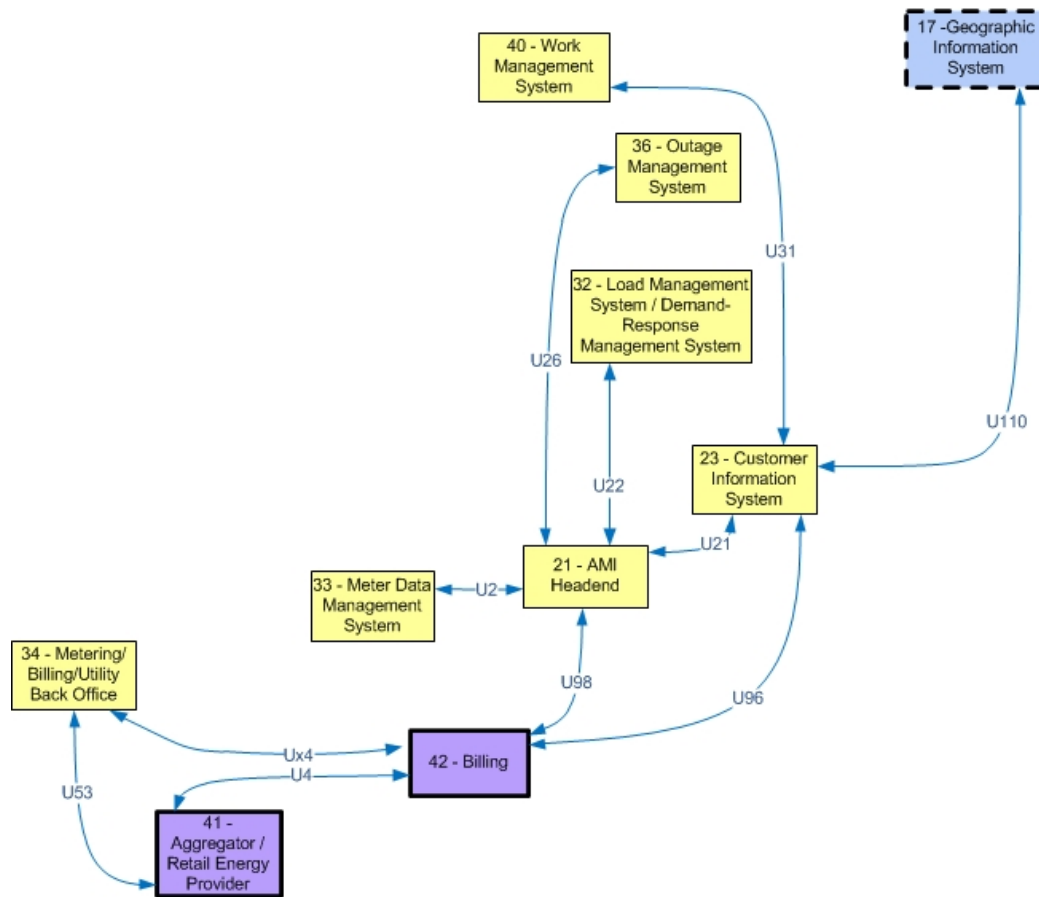 17 -Geographic
Information
System
40 - Work
Management
System
36 - Outage
Management
System
U31
32 - Load Management
System / Demand-
Response
Management System
U26
U110
23 - Customer
Information
System
U22
U21
21 - AMI
Headend
33 - Meter Data
Management
System
U2
34 - Metering/
Billing/Utility
Back Office
U98
U96
Ux4
42 - Billing
U4
U53
41 -
Aggregator /
Retail Energy
Provider